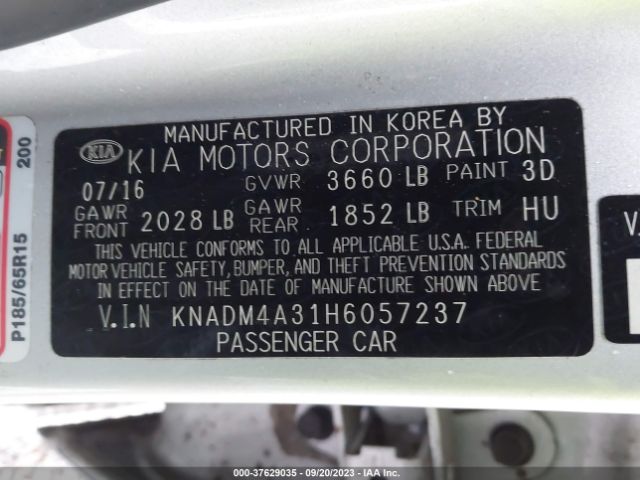 MANUFACTURED IN KOREA BY
KIA KIA MOTORS CORPORATION
07/16 GVWR 3660 LB PAINT 3D
GAWR FRONT 2028 LB GAWR REAR 1852 LB TRIM HU
THIS VEHICLE CONFORMS TO ALL APPLICABLE U.S.A. FEDERAL
MOTOR VEHICLE SAFETY, BUMPER, AND THEFT PREVENTION STANDARDS
IN EFFECT ON THE DATE OF MANUFACTURE SHOWN ABOVE
V.I.N KNADM4A31H6057237
PASSENGER CAR
P185/65R15 200
V.
000-37629035 - 09/20/2023 - IAA Inc.